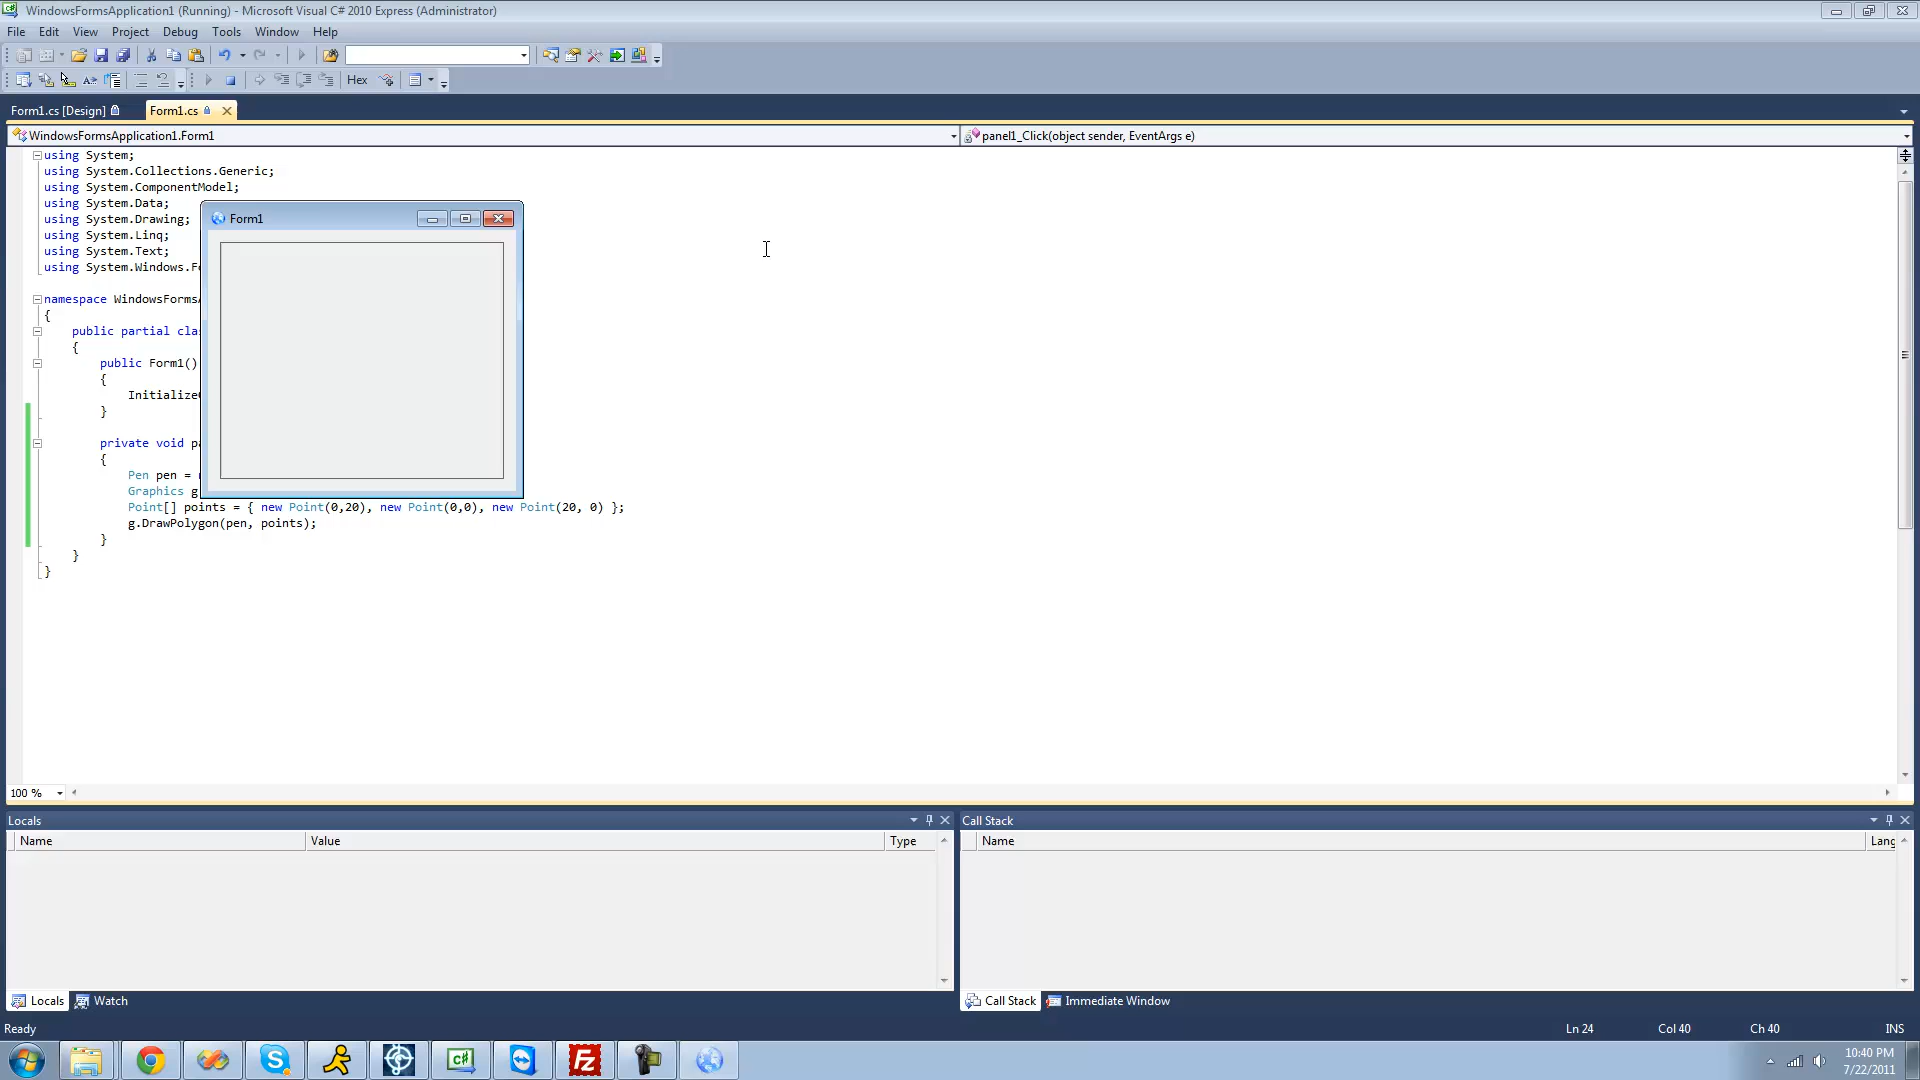 WindowsFormsApplication1 (Running) - Microsoft Visual C# 2010 Express (Administrator)
File Edit View Project Debug Tools Window Help
Hex
Form1.cs [Design] Form1.cs
WindowsFormsApplication1.Form1 panel1_Click(object sender, EventArgs e)
using System;
using System.Collections.Generic;
using System.ComponentModel;
using System.Data;
using System.Drawing;
using System.Linq;
using System.Text;
using System.Windows.Fo
Form1
namespace WindowsFormsA
{
public partial clas
{
public Form1()
{
InitializeC
}
private void pa
{
Pen pen = n
Graphics g
Point[] points = { new Point(0,20), new Point(0,0), new Point(20, 0) };
g.DrawPolygon(pen, points);
}
}
}
100 %
Locals Call Stack
Name Value Type Name Lang
Locals Watch Call Stack Immediate Window
Ready Ln 24 Col 40 Ch 40 INS
10:40 PM
7/22/2011